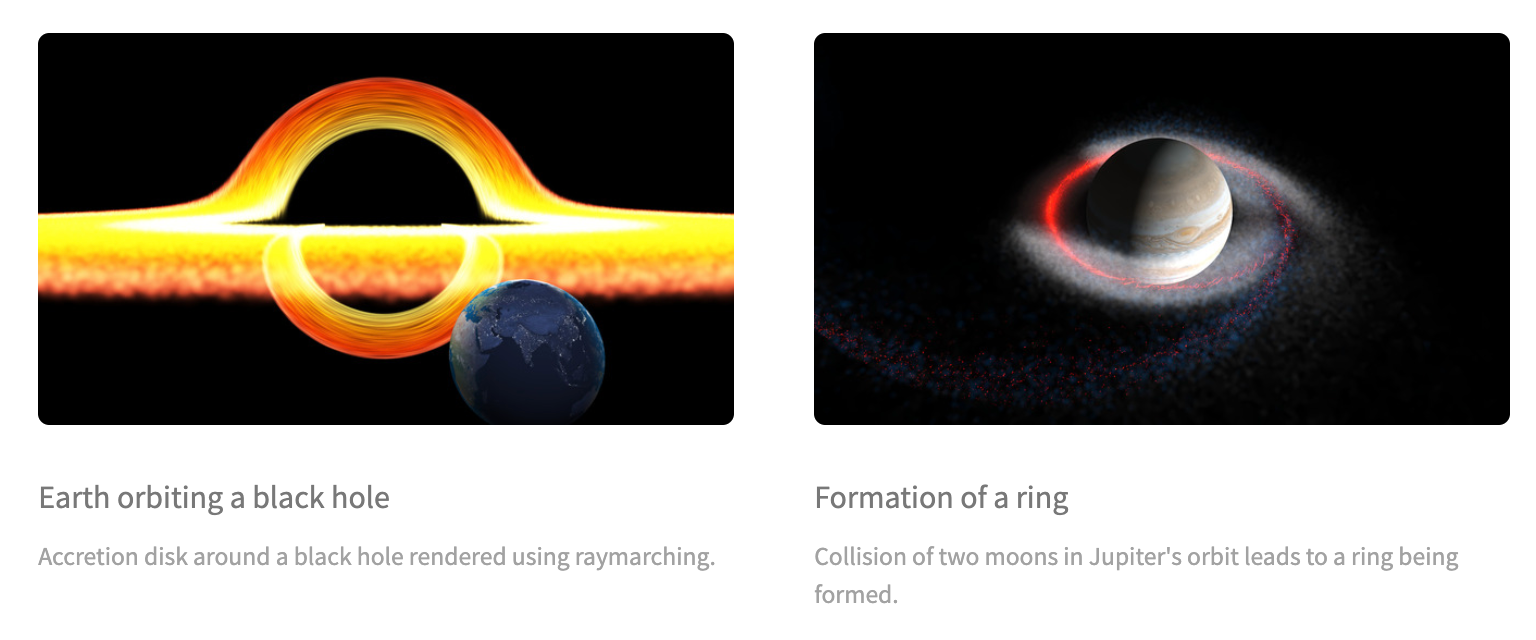 Earth orbiting a black hole
Accretion disk around a black hole rendered using raymarching.
Formation of a ring
Collision of two moons in Jupiter's orbit leads to a ring being
formed.